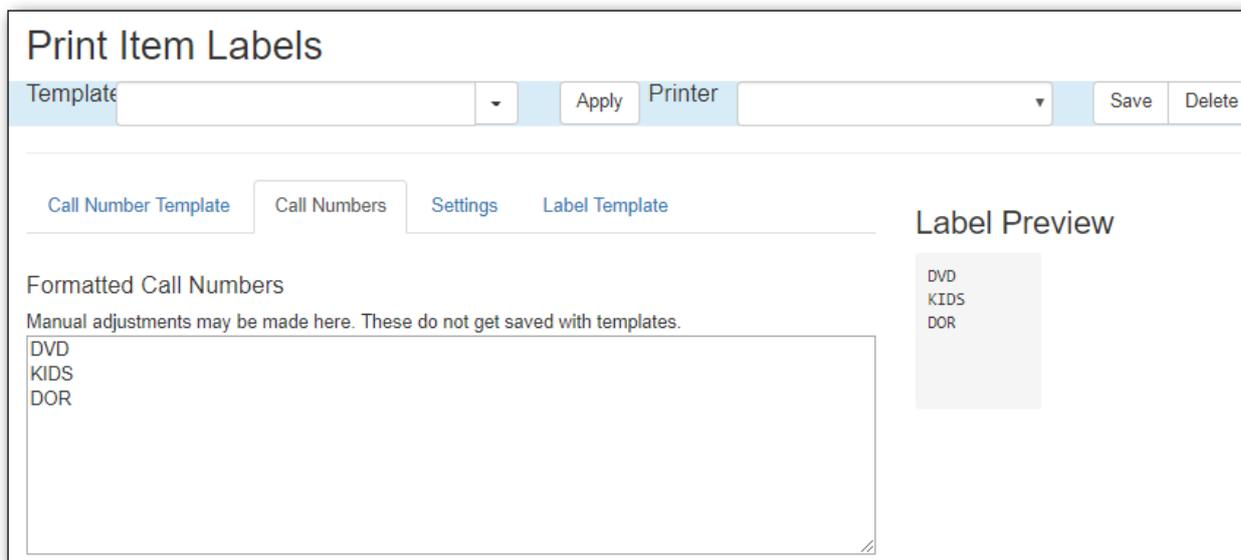 Print Item Labels
Template Apply Printer Save Delete
Call Number Template Call Numbers Settings Label Template
Label Preview
DVD
KIDS
DOR
Formatted Call Numbers
Manual adjustments may be made here. These do not get saved with templates.
DVD
KIDS
DOR